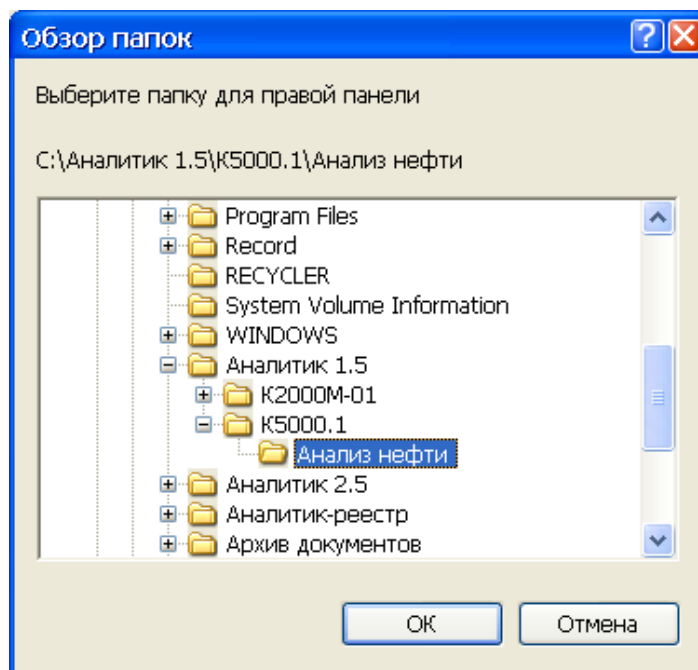 Обзор папок
Выберите папку для правой панели
C:\Аналитик 1.5\К5000.1\Анализ нефти
Program Files
Record
RECYCLER
System Volume Information
WINDOWS
Аналитик 1.5
К2000М-01
К5000.1
Анализ нефти
Аналитик 2.5
Аналитик-реестр
Архив документов
ОК
Отмена